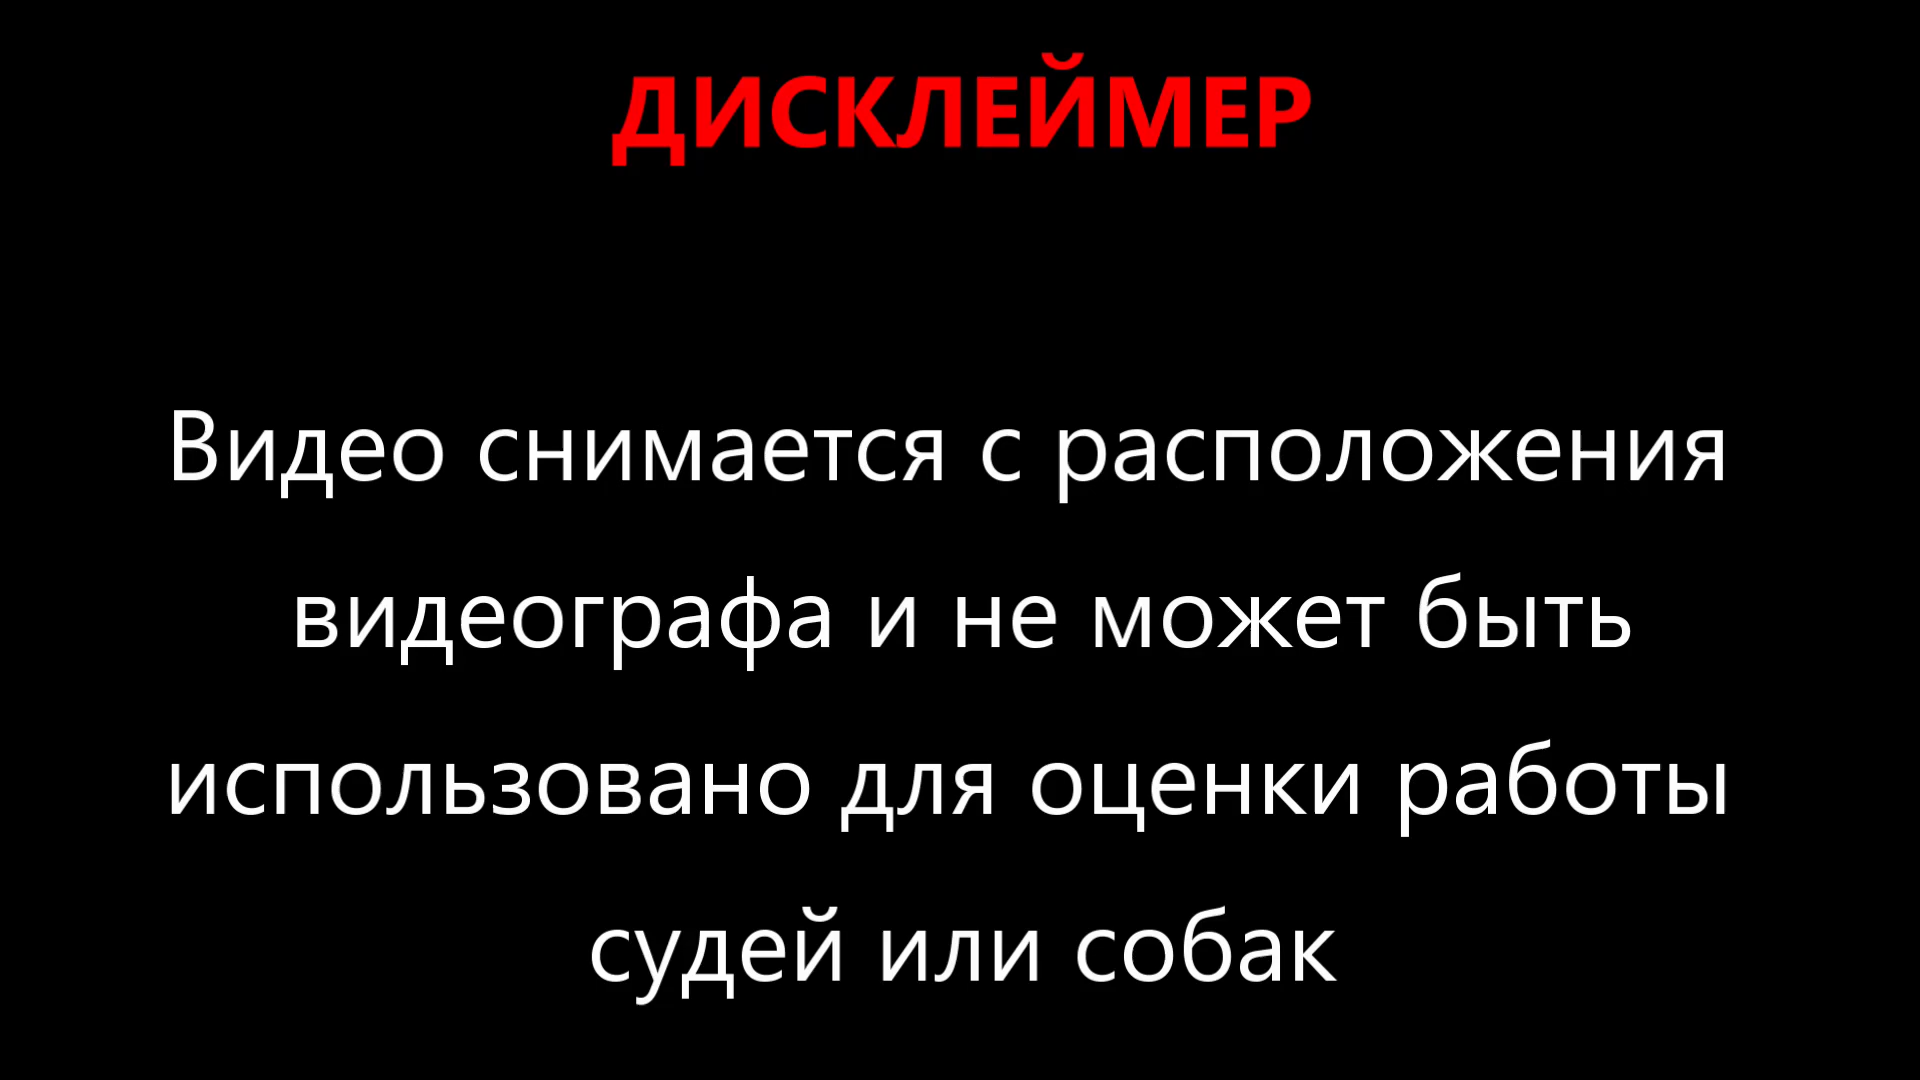 ДИСКЛЕЙМЕР
Видео снимается с расположения
видеографа и не может быть
использовано для оценки работы
судей или собак